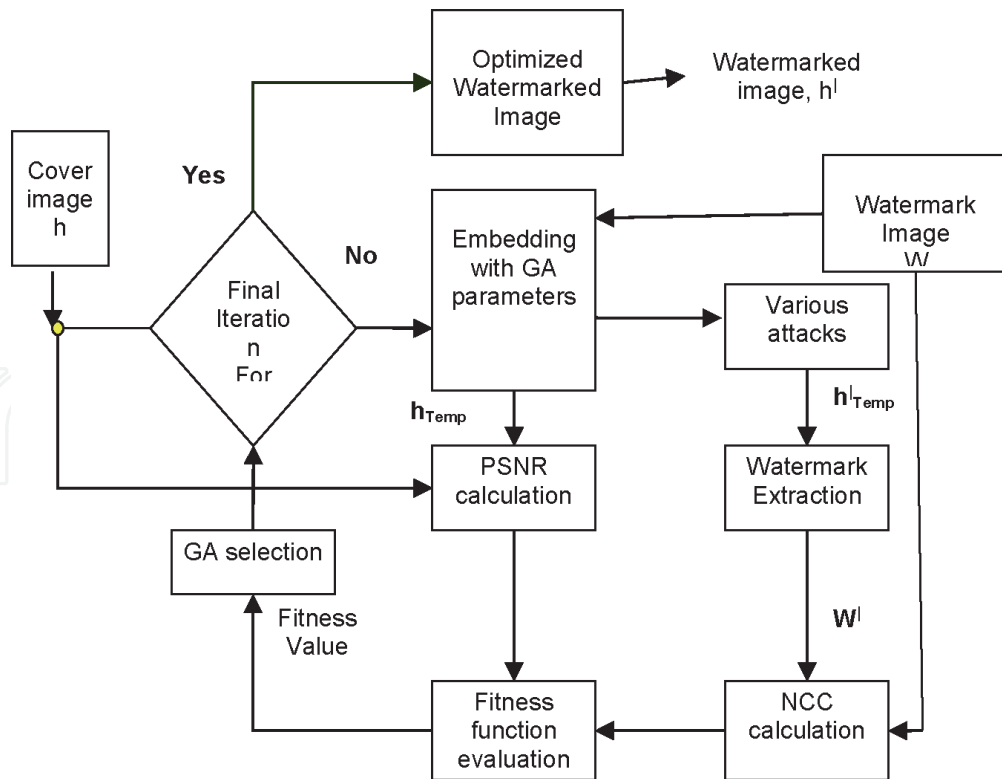 Optimized
Watermarked
Image
Watermarked
image, h|
Cover
image
h
Yes
Watermark
Image
W
No
Embedding
with GA
parameters
Final
Iteratio
n
For
Various
attacks
hTemp
h|Temp
PSNR
calculation
Watermark
Extraction
GA selection
Fitness
Value
W|
Fitness
function
evaluation
NCC
calculation